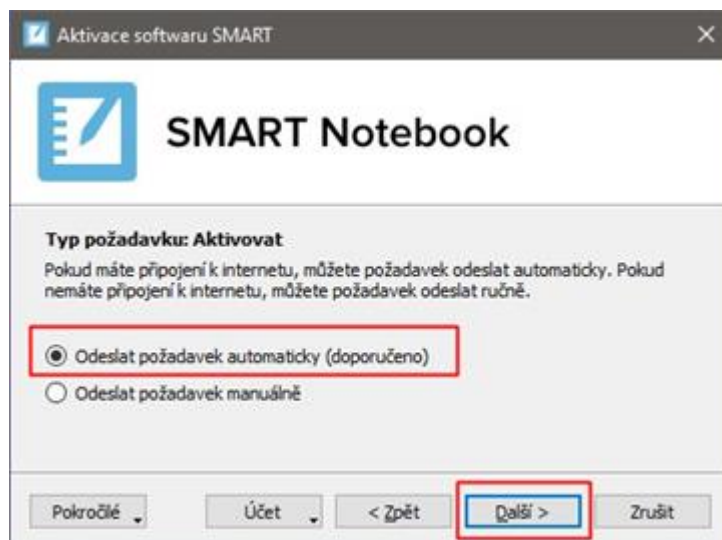 Aktivace softwaru SMART
SMART Notebook
Typ požadavku: Aktivovat
Pokud máte připojení k internetu, můžete požadavek odeslat automaticky. Pokud
nemáte připojení k internetu, můžete požadavek odeslat ručně.
Odeslat požadavek automaticky (doporučeno)
Odeslat požadavek manuálně
Pokročilé Účet < Zpět Další > Zrušit